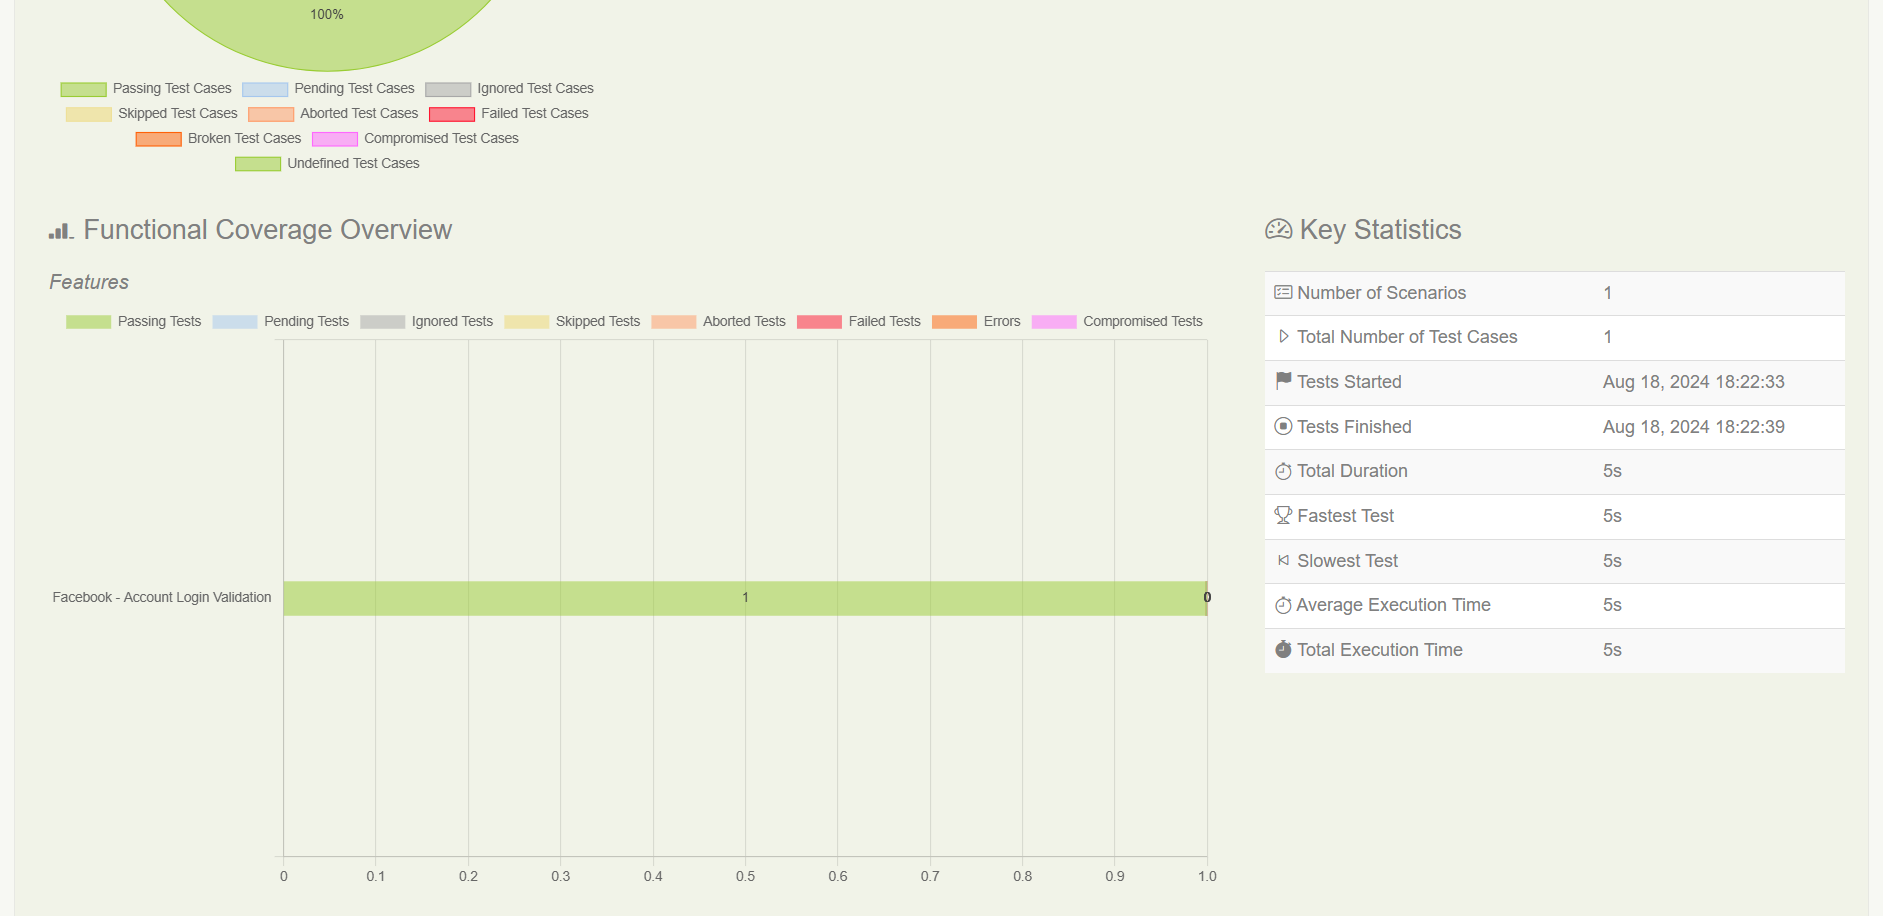 100%
Passing Test Cases Pending Test Cases Ignored Test Cases
Skipped Test Cases Aborted Test Cases Failed Test Cases
Broken Test Cases Compromised Test Cases
Undefined Test Cases
Functional Coverage Overview
Features
Passing Tests Pending Tests Ignored Tests Skipped Tests Aborted Tests Failed Tests Errors Compromised Tests
Facebook - Account Login Validation 1 0
0 0.1 0.2 0.3 0.4 0.5 0.6 0.7 0.8 0.9 1.0
Key Statistics
Number of Scenarios 1
Total Number of Test Cases 1
Tests Started Aug 18, 2024 18:22:33
Tests Finished Aug 18, 2024 18:22:39
Total Duration 5s
Fastest Test 5s
Slowest Test 5s
Average Execution Time 5s
Total Execution Time 5s